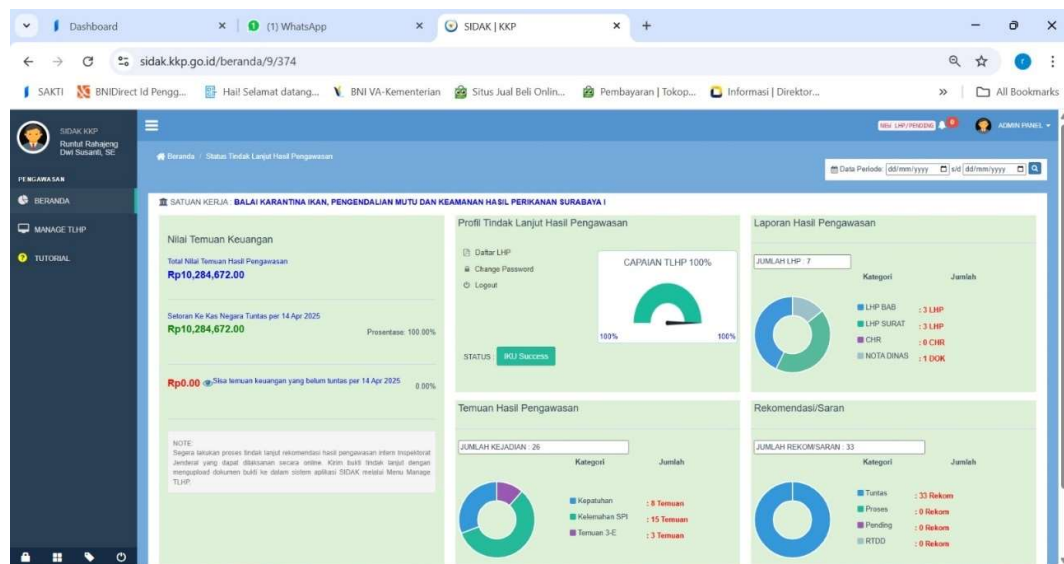 Dashboard
(1) WhatsApp
SIDAK | KKP
sidak.kkp.go.id/beranda/9/374
SAKTI
BNIDirect Id Pengg...
Hai! Selamat datang...
BNI VA-Kementerian
Situs Jual Beli Onlin...
Pembayaran | Tokop...
Informasi | Direktor...
All Bookmarks
SIDAK KKP
Runtut Rahajeng
Dwi Susanti, SE
NEW LHP/PENDING
0
ADMIN PANEL
Beranda / Status Tindak Lanjut Hasil Pengawasan
Data Periode: dd/mm/yyyy s/d dd/mm/yyyy
PENGAWASAN
BERANDA
MANAGE TLHP
TUTORIAL
SATUAN KERJA : BALAI KARANTINA IKAN, PENGENDALIAN MUTU DAN KEAMANAN HASIL PERIKANAN SURABAYA I
Nilai Temuan Keuangan
Total Nilai Temuan Hasil Pengawasan
Rp10,284,672.00
Setoran Ke Kas Negara Tuntas per 14 Apr 2025
Rp10,284,672.00
Prosentase: 100.00%
Rp0.00 Sisa temuan keuangan yang belum tuntas per 14 Apr 2025
0.00%
NOTE:
Segera lakukan proses tindak lanjut rekomendasi hasil pengawasan intern Inspektorat
Jenderal yang dapat dilaksanakan secara online. Kirim bukti tindak lanjut dengan
mengupload dokumen bukti ke dalam sistem aplikasi SIDAK melalui Menu Manage
TLHP.
Profil Tindak Lanjut Hasil Pengawasan
Daftar LHP
Change Password
Logout
CAPAIAN TLHP 100%
100%
100%
STATUS : IKU Success
Laporan Hasil Pengawasan
JUMLAH LHP : 7
Kategori Jumlah
LHP BAB : 3 LHP
LHP SURAT : 3 LHP
CHR : 0 CHR
NOTA DINAS : 1 DOK
Temuan Hasil Pengawasan
JUMLAH KEJADIAN : 26
Kategori Jumlah
Kepatuhan : 8 Temuan
Kelemahan SPI : 15 Temuan
Temuan 3-E : 3 Temuan
Rekomendasi/Saran
JUMLAH REKOM/SARAN : 33
Kategori Jumlah
Tuntas : 33 Rekom
Proses : 0 Rekom
Pending : 0 Rekom
RTDD : 0 Rekom